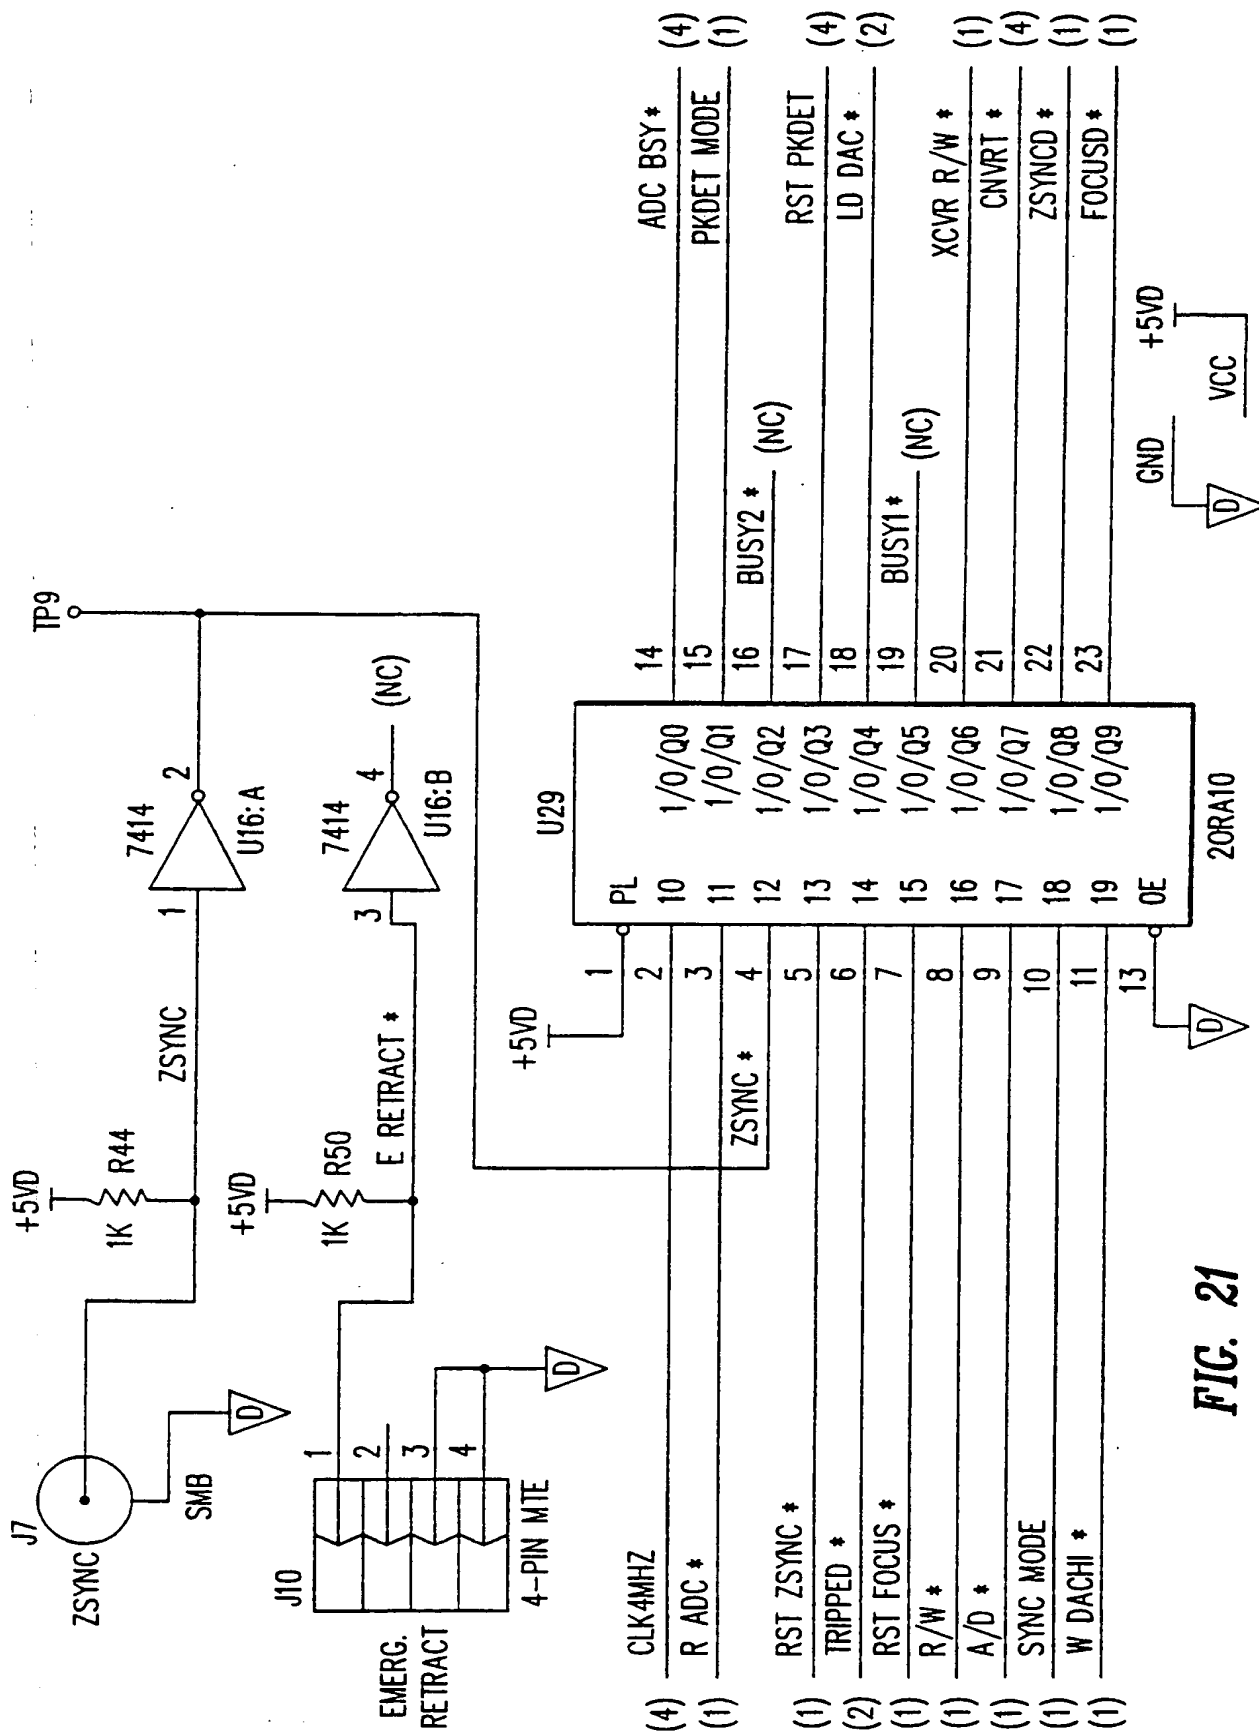 J7
ZSYNC
SMB
D
+5VD
1K
R44
ZSYNC
1
7414
2
U16:A
TP9
EMERG.
RETRACT
J10
1
2
3
4
4-PIN MTE
D
+5VD
1K
R50
E RETRACT *
3
7414
4
U16:B
(NC)
+5VD
U29
1 PL
(4) CLK4MHZ 2 10
(1) R ADC * 3 11
ZSYNC * 4 12
(1) RST ZSYNC * 5 13
(2) TRIPPED * 6 14
(1) RST FOCUS * 7 15
(1) R/W * 8 16
(1) A/D * 9 17
(1) SYNC MODE 10 18
(1) W DACHI * 11 19
13 OE
D
1/0/Q0 14 ADC BSY* (4)
1/0/Q1 15 PKDET MODE (1)
1/0/Q2 16 BUSY2 * (NC)
1/0/Q3 17 RST PKDET (4)
1/0/Q4 18 LD DAC * (2)
1/0/Q5 19 BUSY1* (NC)
1/0/Q6 20 XCVR R/W * (1)
1/0/Q7 21 CNVRT * (4)
1/0/Q8 22 ZSYNCD * (1)
1/0/Q9 23 FOCUSD* (1)
20RA10
GND
D
+5VD
VCC
FIG. 21